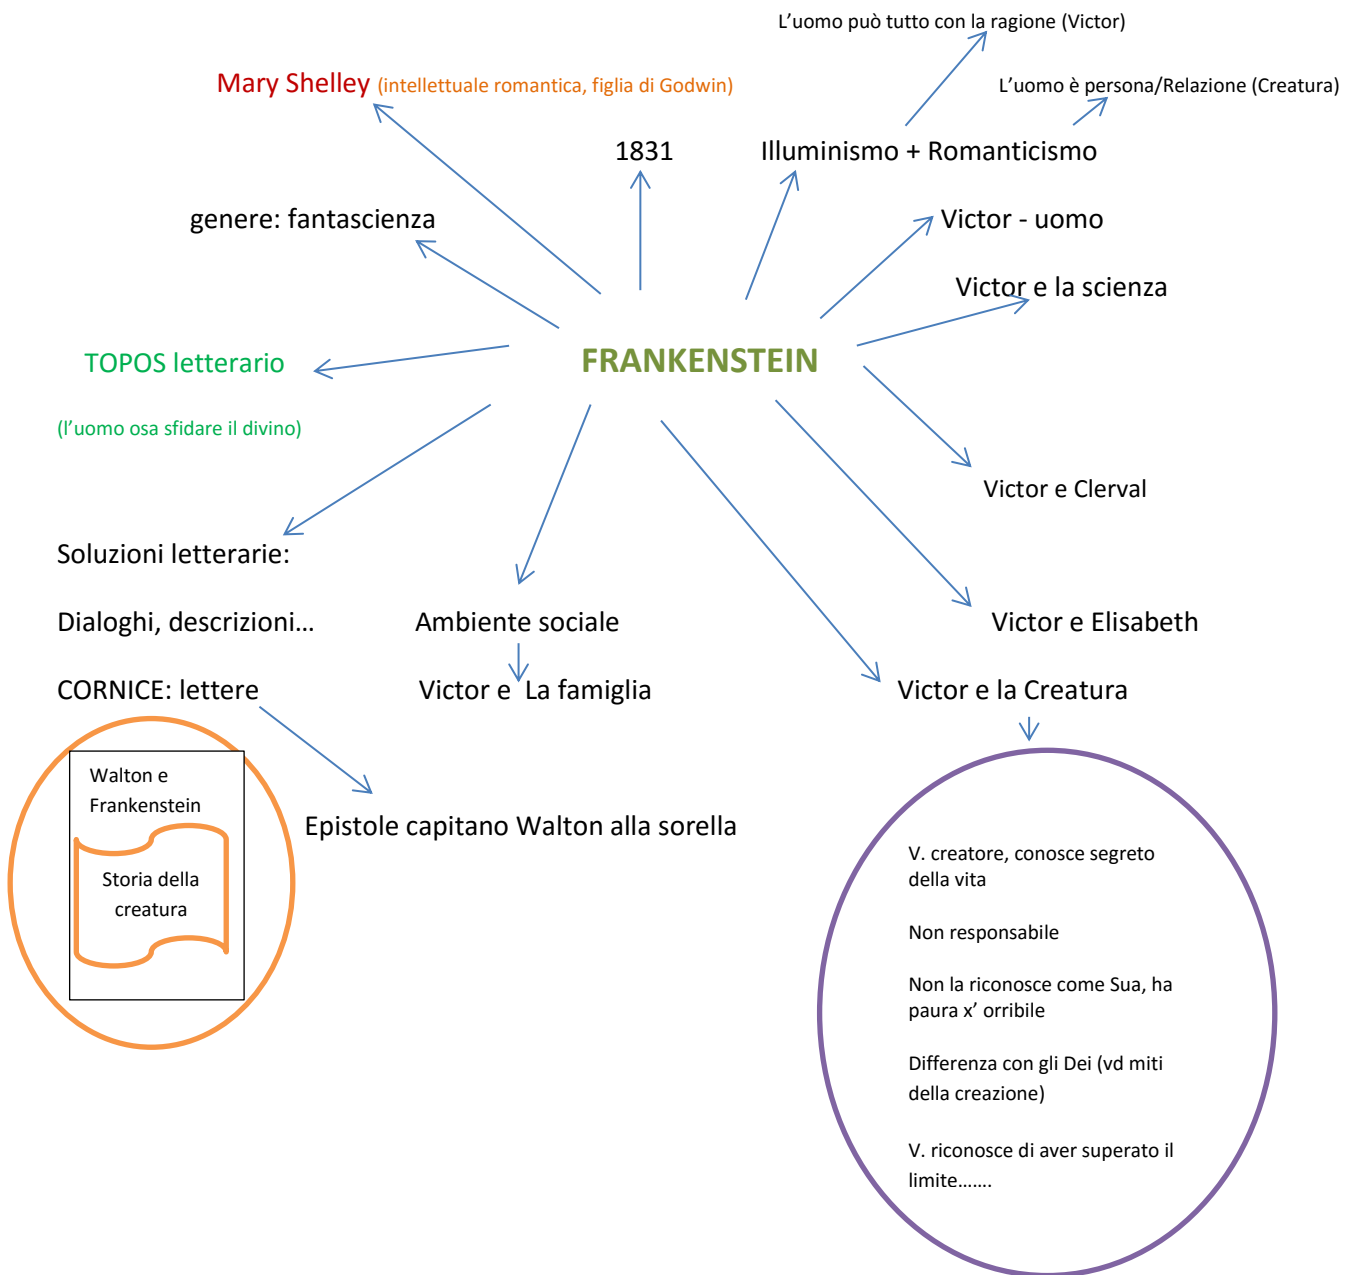 L'uomo può tutto con la ragione (Victor)
Mary Shelley (intellettuale romantica, figlia di Godwin)
L'uomo è persona/Relazione (Creatura)
1831
Illuminismo + Romanticismo
genere: fantascienza
Victor - uomo
Victor e la scienza
FRANKENSTEIN
TOPOS letterario
(l'uomo osa sfidare il divino)
Victor e Clerval
Soluzioni letterarie:
Dialoghi, descrizioni...
Ambiente sociale
Victor e Elisabeth
CORNICE: lettere
Victor e La famiglia
Victor e la Creatura
Walton e
Frankenstein
Storia della
creatura
Epistole capitano Walton alla sorella
V. creatore, conosce segreto
della vita
Non responsabile
Non la riconosce come Sua, ha
paura x' orribile
Differenza con gli Dei (vd miti
della creazione)
V. riconosce di aver superato il
limite.......